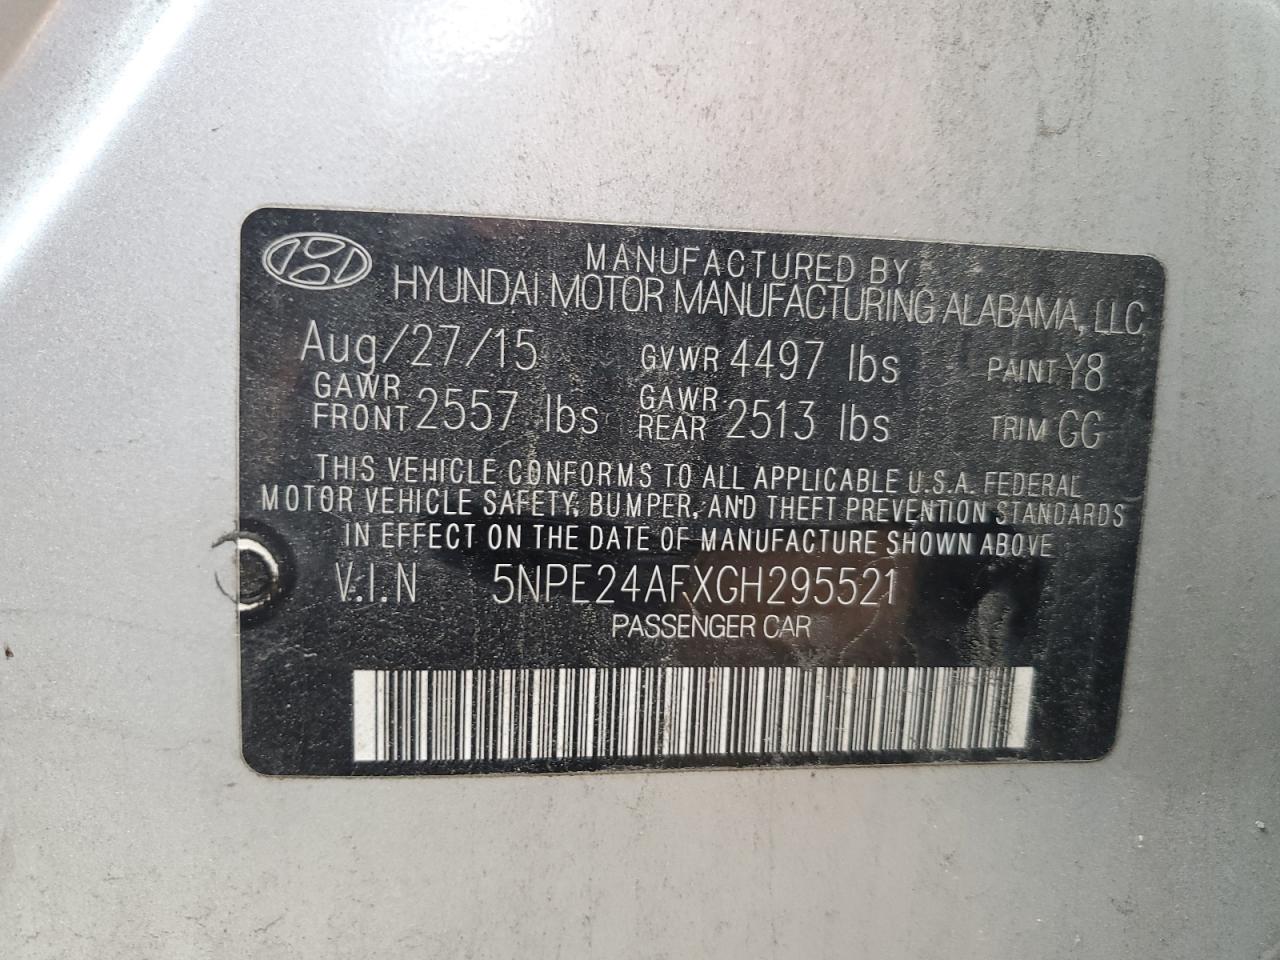 MANUFACTURED BY
HYUNDAI MOTOR MANUFACTURING ALABAMA, LLC
Aug/27/15 GVWR 4497 lbs PAINT Y8
GAWR FRONT 2557 lbs GAWR REAR 2513 lbs TRIM GG
THIS VEHICLE CONFORMS TO ALL APPLICABLE U.S.A. FEDERAL
MOTOR VEHICLE SAFETY, BUMPER, AND THEFT PREVENTION STANDARDS
IN EFFECT ON THE DATE OF MANUFACTURE SHOWN ABOVE
V.I.N 5NPE24AFXGH295521
PASSENGER CAR